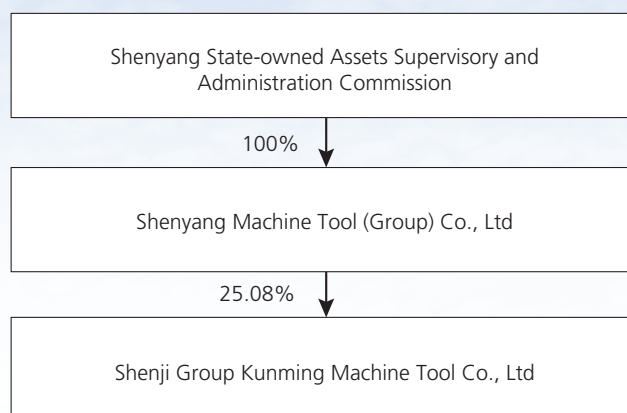 Shenyang State-owned Assets Supervisory and
Administration Commission
100%
Shenyang Machine Tool (Group) Co., Ltd
25.08%
Shenji Group Kunming Machine Tool Co., Ltd